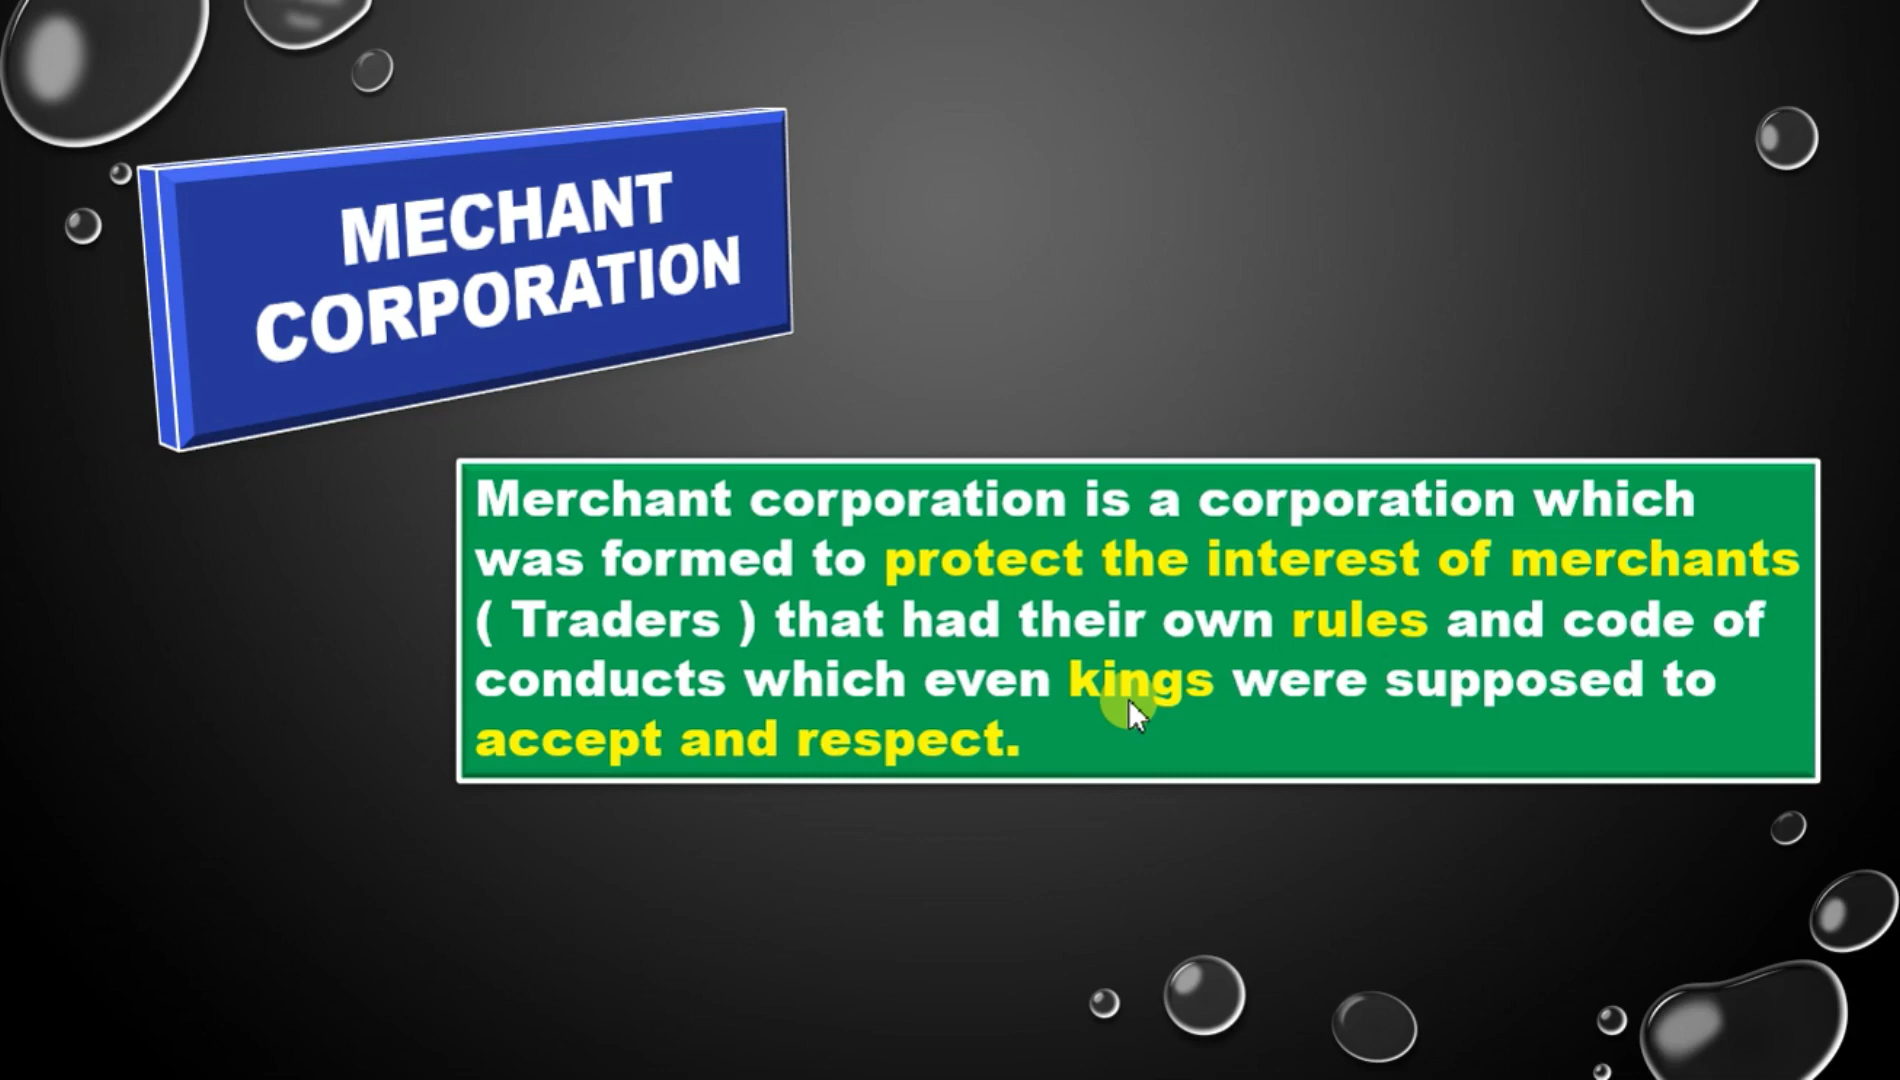 MECHANT
CORPORATION
Merchant corporation is a corporation which
was formed to protect the interest of merchants
( Traders ) that had their own rules and code of
conducts which even kings were supposed to
accept and respect.